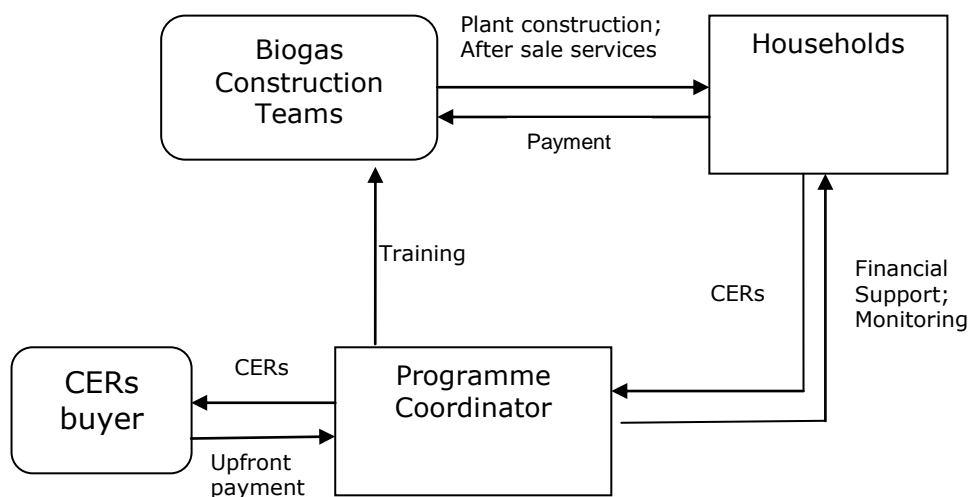 Biogas
Construction
Teams
Plant construction;
After sale services
Households
Payment
Training
CERs
Financial
Support;
Monitoring
CERs
buyer
CERs
Upfront
payment
Programme
Coordinator